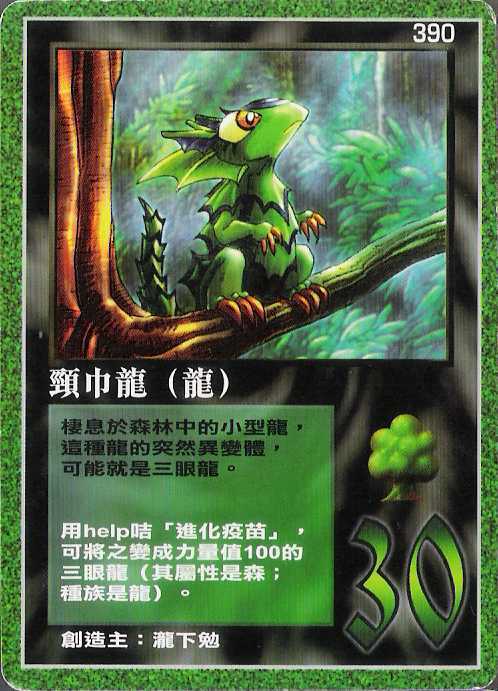 390
頸巾龍（龍）
棲息於森林中的小型龍，
這種龍的突然異變體，
可能就是三眼龍。
用help咭「進化疫苗」，
可將之變成力量值100的
三眼龍（其屬性是森；
種族是龍）。
30
創造主：瀧下勉